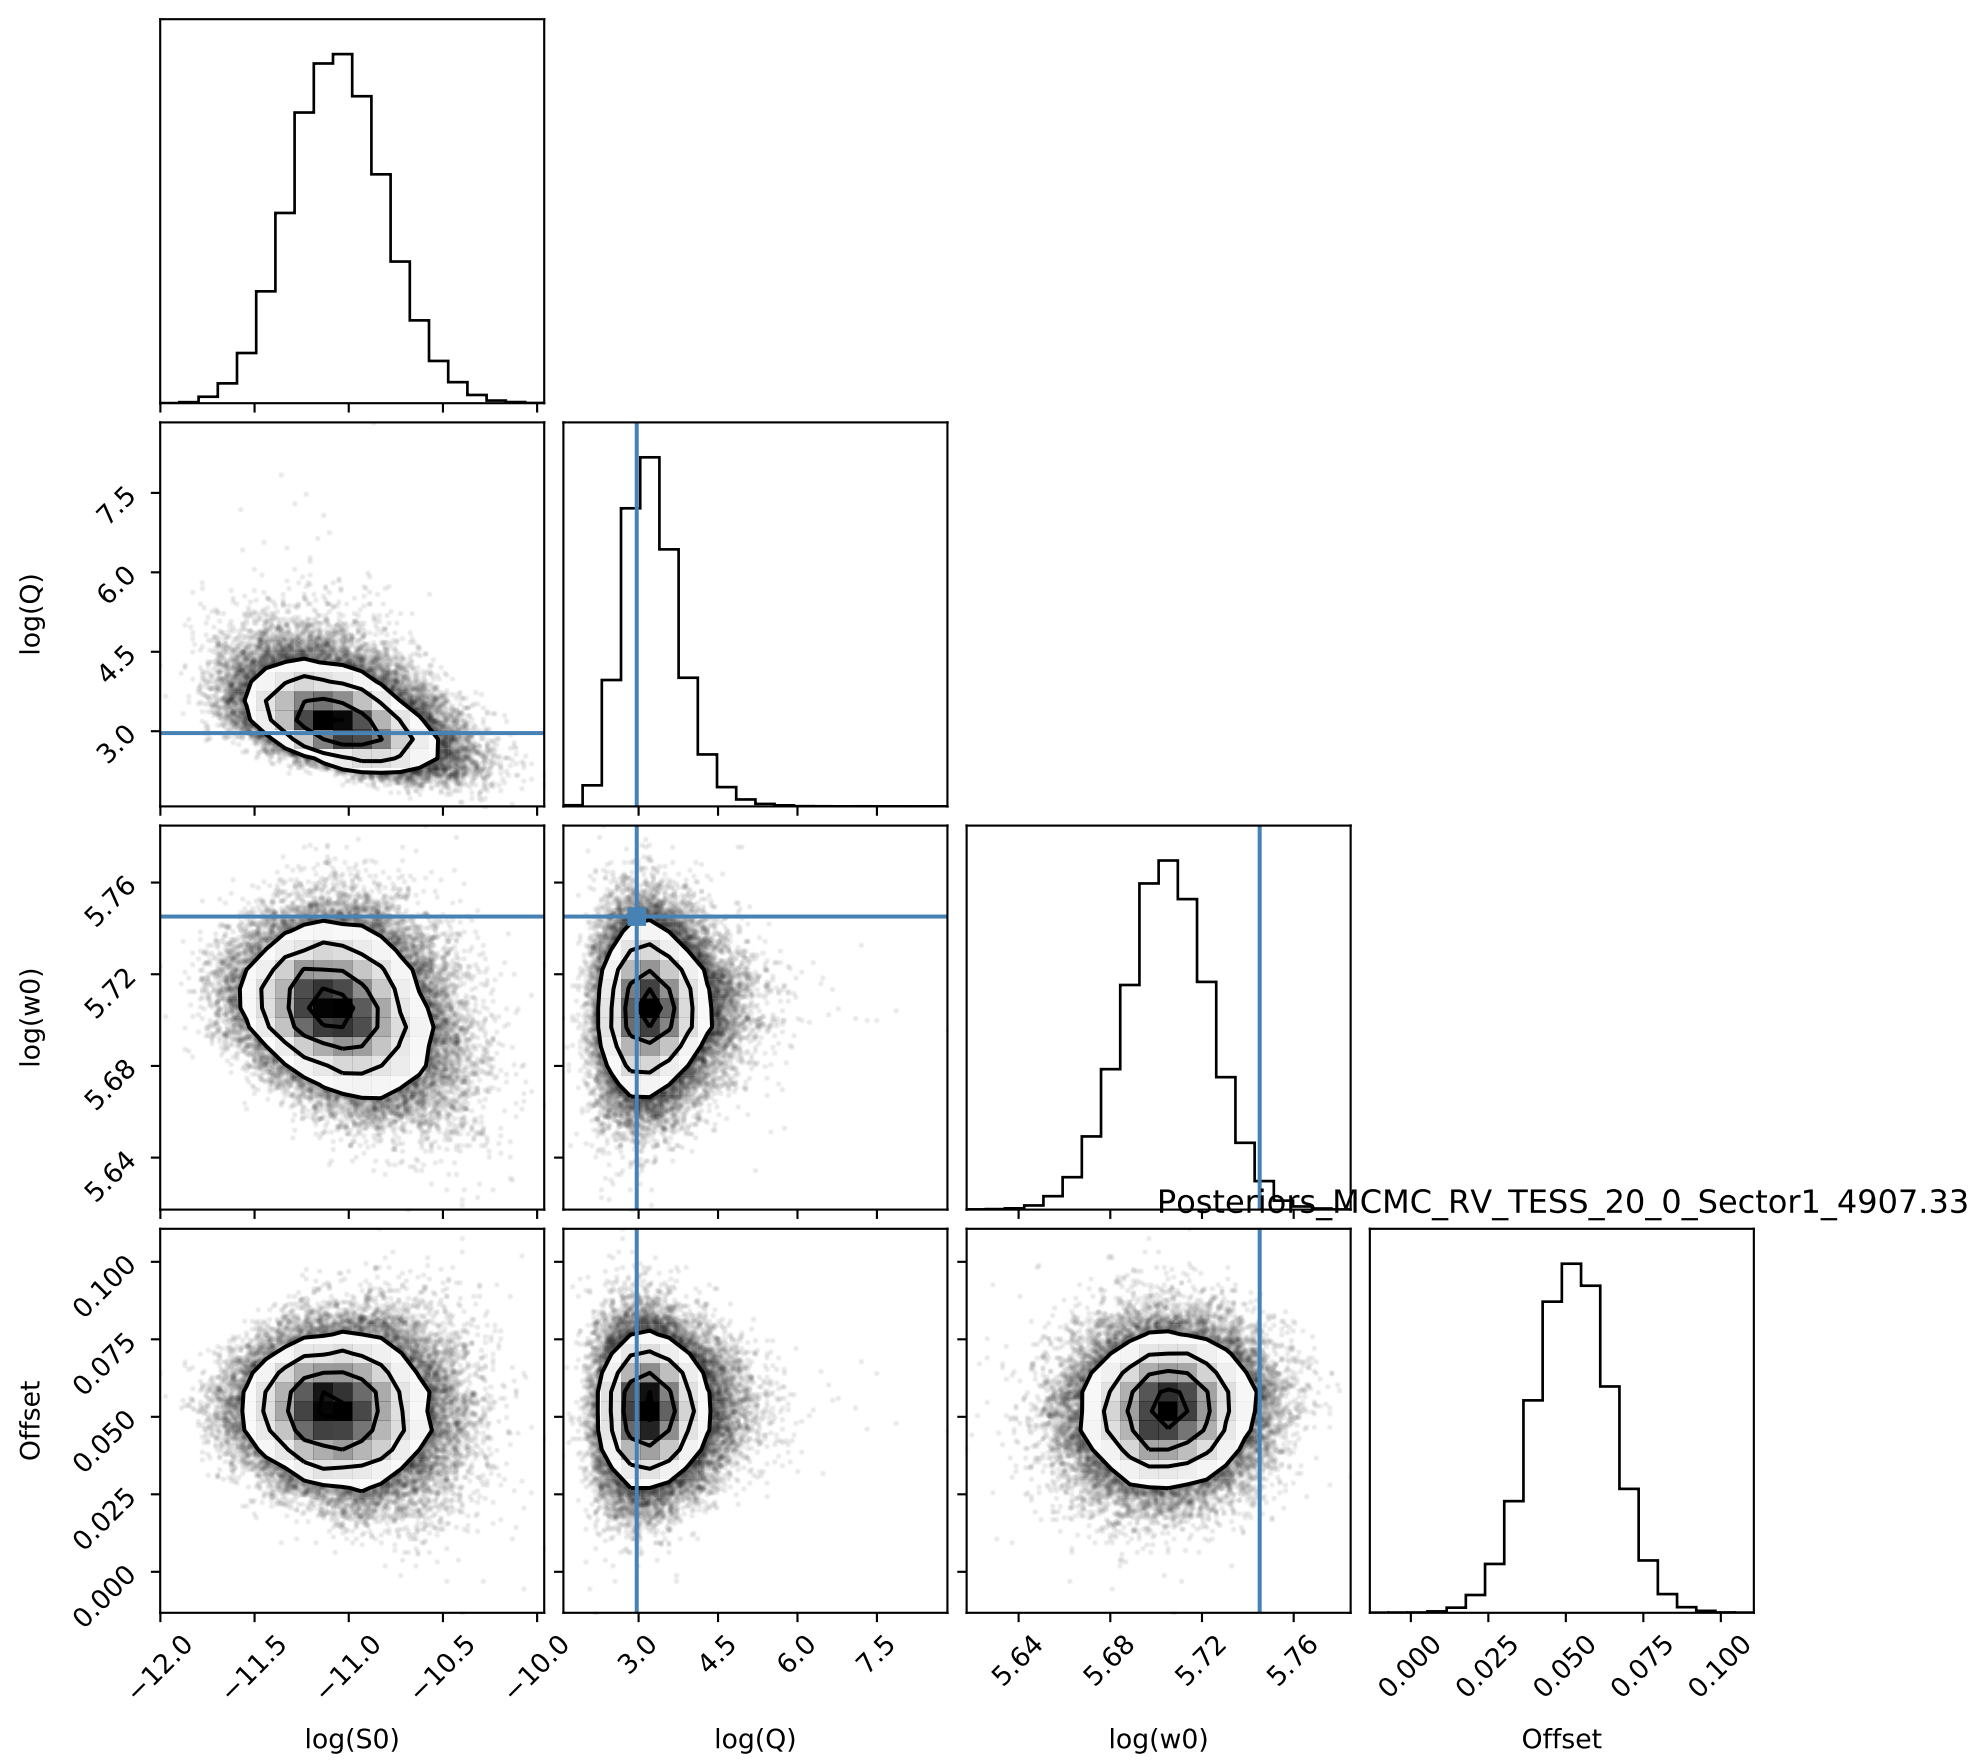 7.5
6.0
4.5
3.0
log(Q)
5.76
5.72
5.68
5.64
log(w0)
Posteriors_MCMC_RV_TESS_20_0_Sector1_4907.33
0.100
0.075
0.050
0.025
0.000
Offset
−12.0 −11.5 −11.0 −10.5 −10.0 3.0 4.5 6.0 7.5 5.64 5.68 5.72 5.76 0.000 0.025 0.050 0.075 0.100
log(S0) log(Q) log(w0) Offset